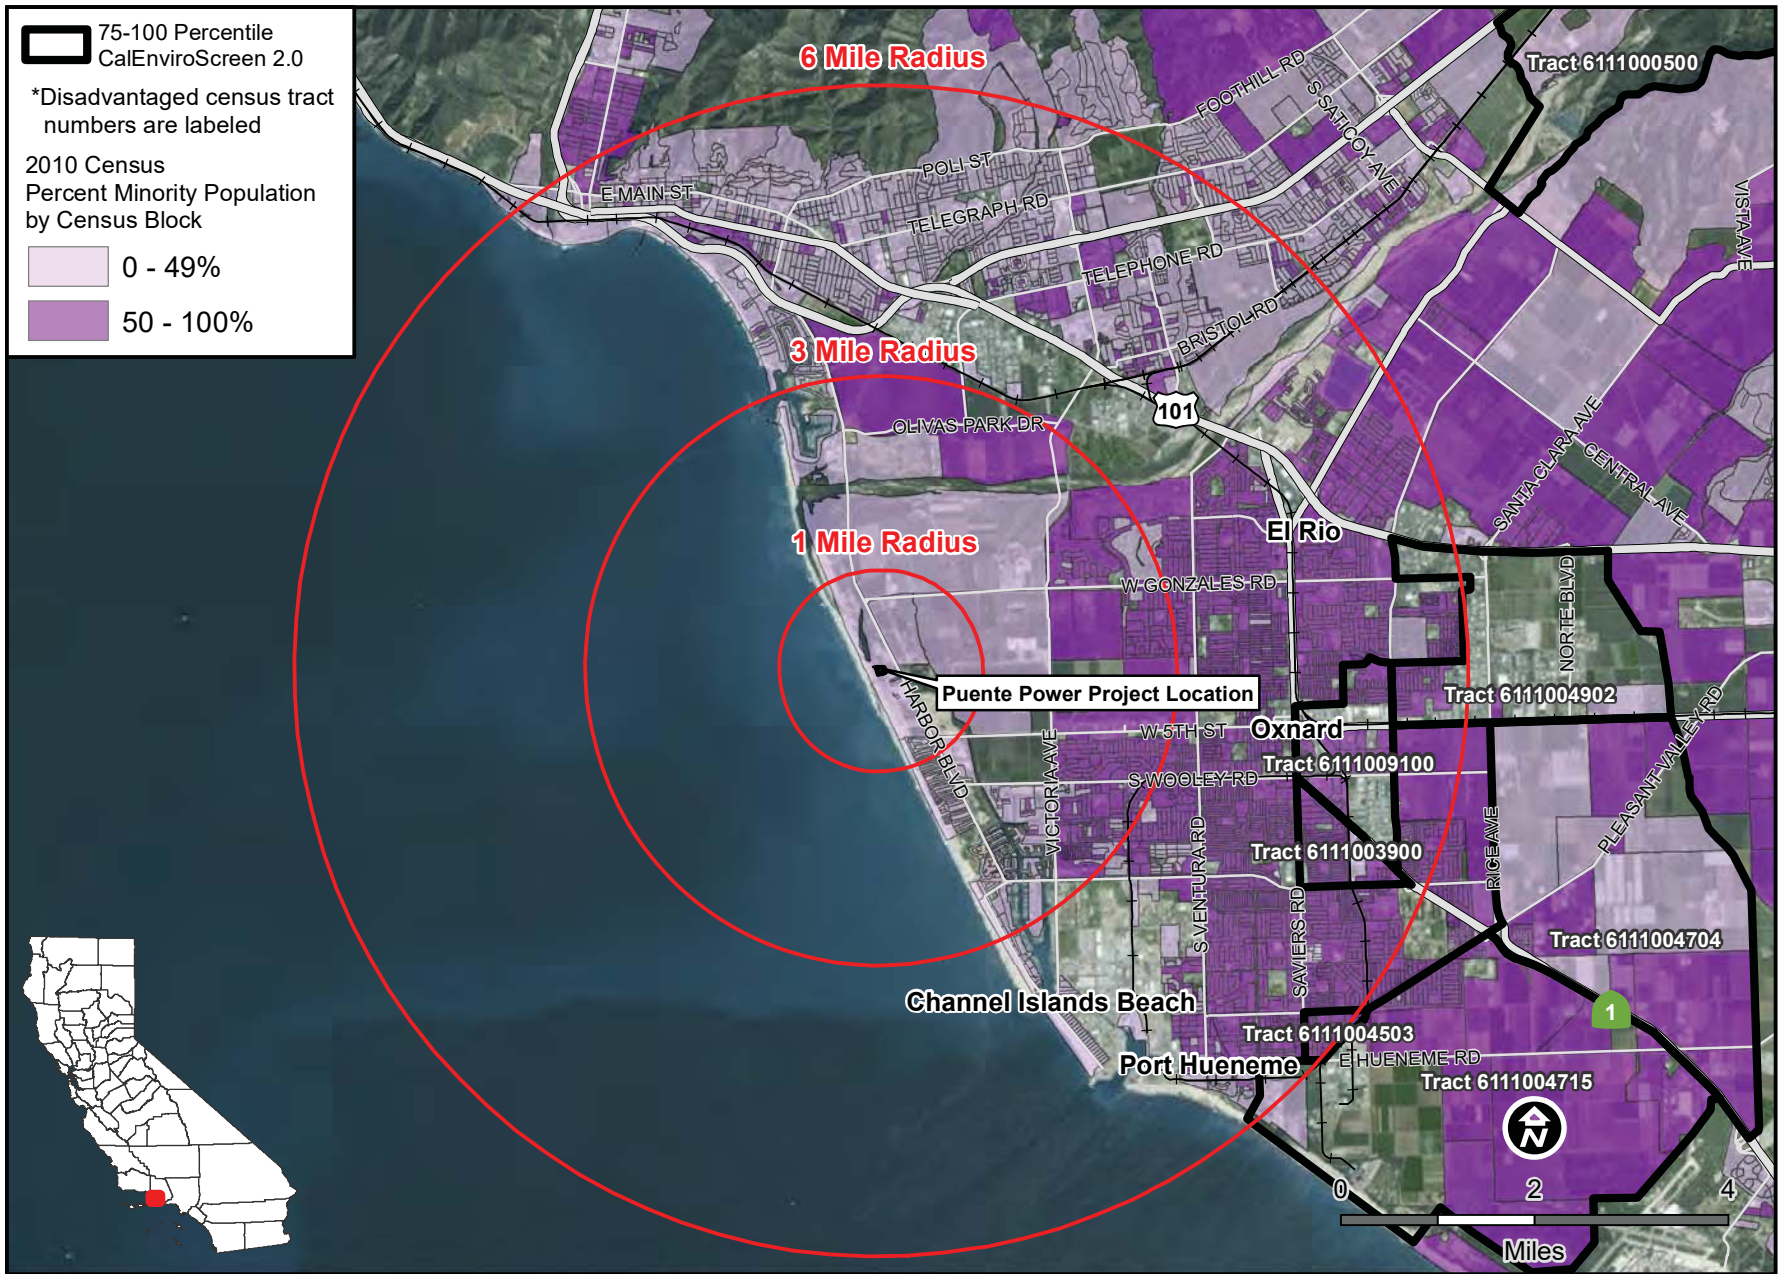 75-100 Percentile
CalEnviroScreen 2.0
*Disadvantaged census tract
numbers are labeled
2010 Census
Percent Minority Population
by Census Block
0 - 49%
50 - 100%
6 Mile Radius
3 Mile Radius
1 Mile Radius
Tract 6111000500
FOOTHILL RD
S SATICOY AVE
POLI ST
E MAIN ST
TELEGRAPH RD
VISTA AVE
TELEPHONE RD
BRISTOL RD
101
OLIVAS PARK DR
SANTA CLARA AVE
CENTRAL AVE
El Rio
W GONZALES RD
NORTE BLVD
Puente Power Project Location
HARBOR BLVD
Tract 6111004902
PLEASANT VALLEY RD
W 5TH ST
Oxnard
VICTORIA AVE
Tract 6111009100
S WOOLEY RD
S VENTURA RD
Tract 6111003900
RICE AVE
SAVIERS RD
Tract 6111004704
Channel Islands Beach
1
Tract 6111004503
Port Hueneme
E HUENEME RD
Tract 6111004715
N
0
2
4
Miles